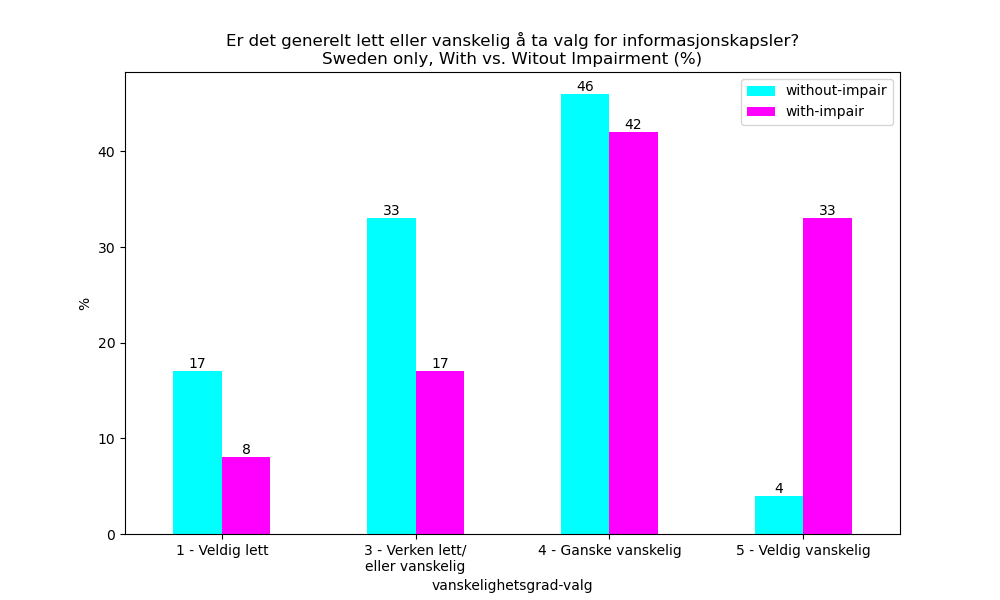 Er det generelt lett eller vanskelig å ta valg for informasjonskapsler?
Sweden only, With vs. Witout Impairment (%)
without-impair
with-impair
%
40
30
20
10
0
17
8
33
17
46
42
4
33
1 - Veldig lett
3 - Verken lett/
eller vanskelig
4 - Ganske vanskelig
5 - Veldig vanskelig
vanskelighetsgrad-valg